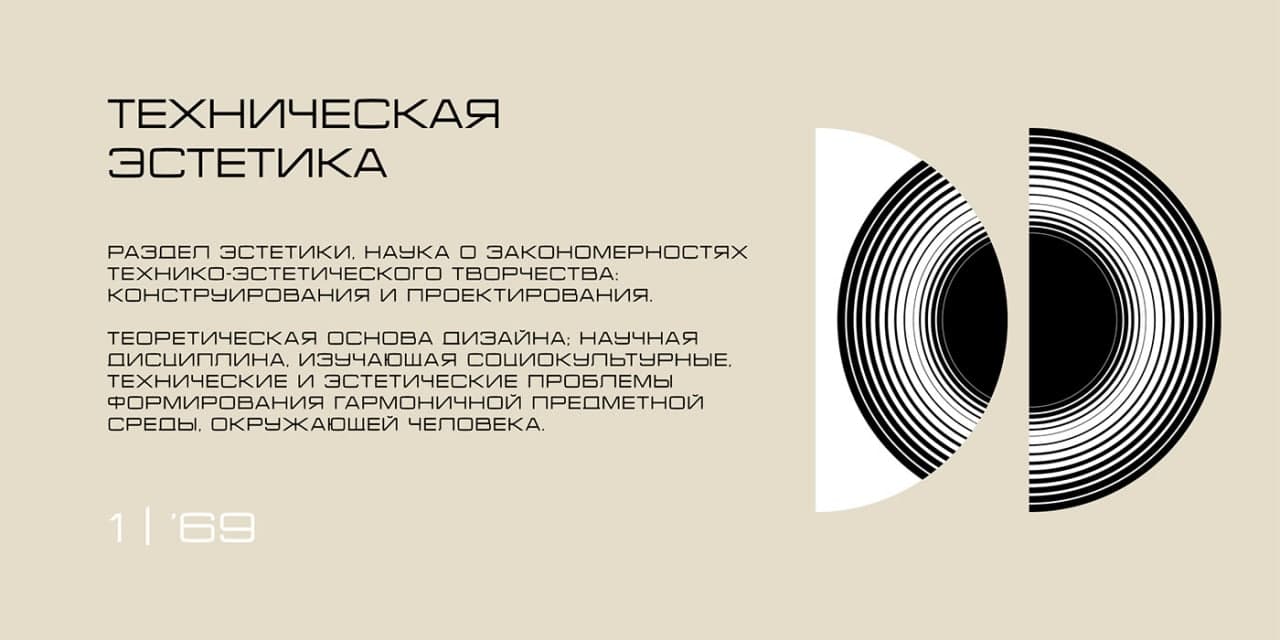 ТЕХНИЧЕСКАЯ
ЭСТЕТИКА
РАЗДЕЛ ЭСТЕТИКИ, НАУКА О ЗАКОНОМЕРНОСТЯХ
ТЕХНИКО-ЭСТЕТИЧЕСКОГО ТВОРЧЕСТВА:
КОНСТРУИРОВАНИЯ И ПРОЕКТИРОВАНИЯ.
ТЕОРЕТИЧЕСКАЯ ОСНОВА ДИЗАЙНА; НАУЧНАЯ
ДИСЦИПЛИНА, ИЗУЧАЮЩАЯ СОЦИОКУЛЬТУРНЫЕ,
ТЕХНИЧЕСКИЕ И ЭСТЕТИЧЕСКИЕ ПРОБЛЕМЫ
ФОРМИРОВАНИЯ ГАРМОНИЧНОЙ ПРЕДМЕТНОЙ
СРЕДЫ, ОКРУЖАЮЩЕЙ ЧЕЛОВЕКА.
1 | '69